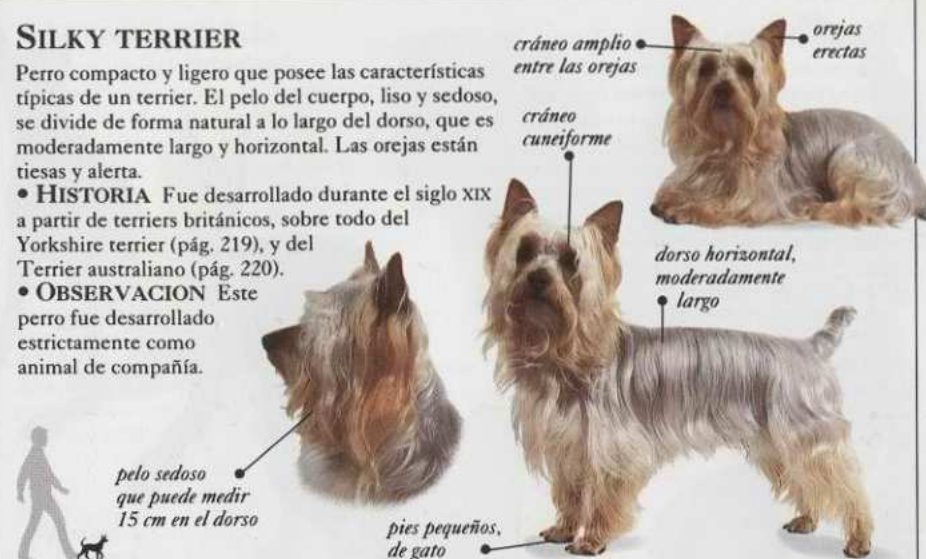 SILKY TERRIER
Perro compacto y ligero que posee las características
típicas de un terrier. El pelo del cuerpo, liso y sedoso,
se divide de forma natural a lo largo del dorso, que es
moderadamente largo y horizontal. Las orejas están
tiesas y alerta.
• HISTORIA Fue desarrollado durante el siglo XIX
a partir de terriers británicos, sobre todo del
Yorkshire terrier (pág. 219), y del
Terrier australiano (pág. 220).
• OBSERVACION Este
perro fue desarrollado
estrictamente como
animal de compañía.
cráneo amplio
entre las orejas
orejas
erectas
cráneo
cuneiforme
dorso horizontal,
moderadamente
largo
pelo sedoso
que puede medir
15 cm en el dorso
pies pequeños,
de gato